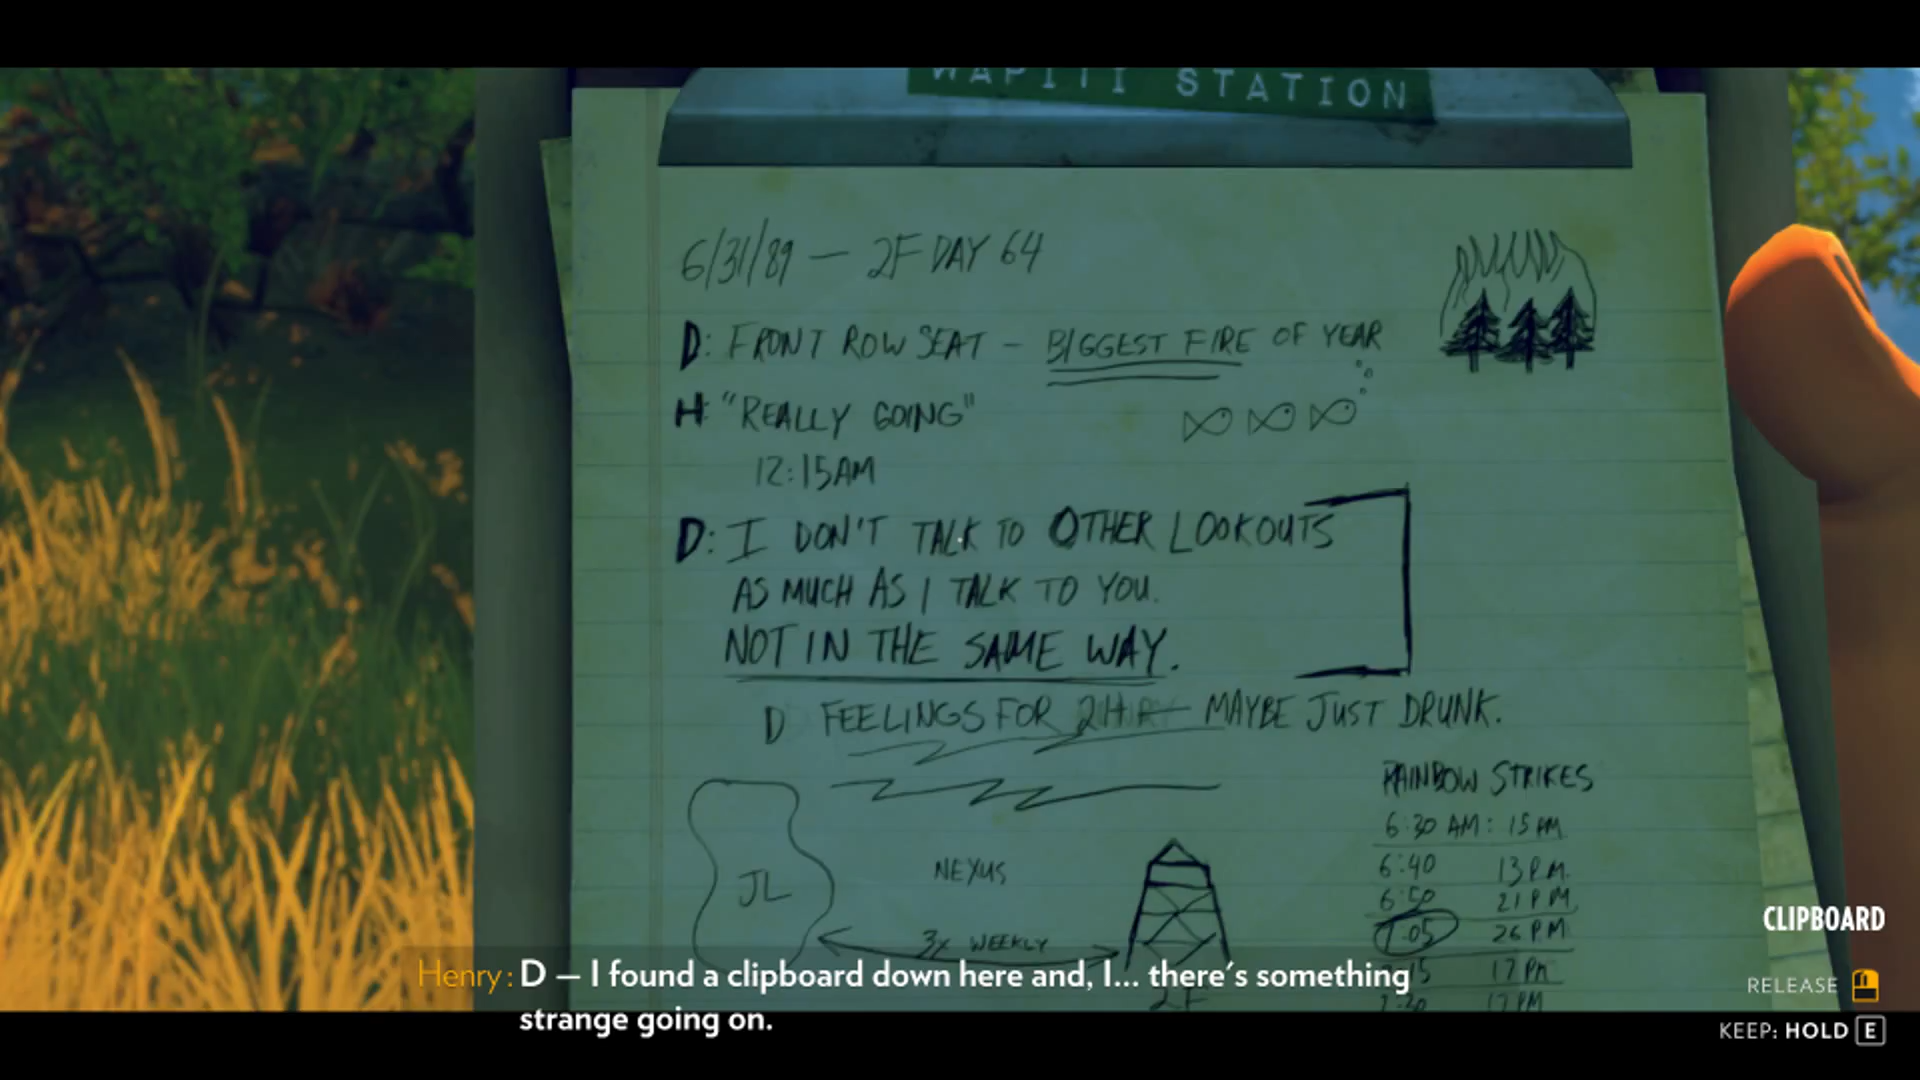 WAPITI STATION
6/31/89 — 2F DAY 64
D: FRONT ROW SEAT - BIGGEST FIRE OF YEAR
H: "REALLY GOING"
12:15AM
D: I DON'T TALK TO OTHER LOOKOUTS
AS MUCH AS I TALK TO YOU.
NOT IN THE SAME WAY.
D FEELINGS FOR MAYBE JUST DRUNK.
RAINBOW STRIKES
6:30 AM: 15 PM
6:40 13 P.M.
6:50 21 P.M.
7:05 26 P.M
17 PM
17 PM
JL
NEXUS
3x WEEKLY
2F
CLIPBOARD
Henry: D – I found a clipboard down here and, I... there's something
strange going on.
RELEASE
KEEP: HOLD E